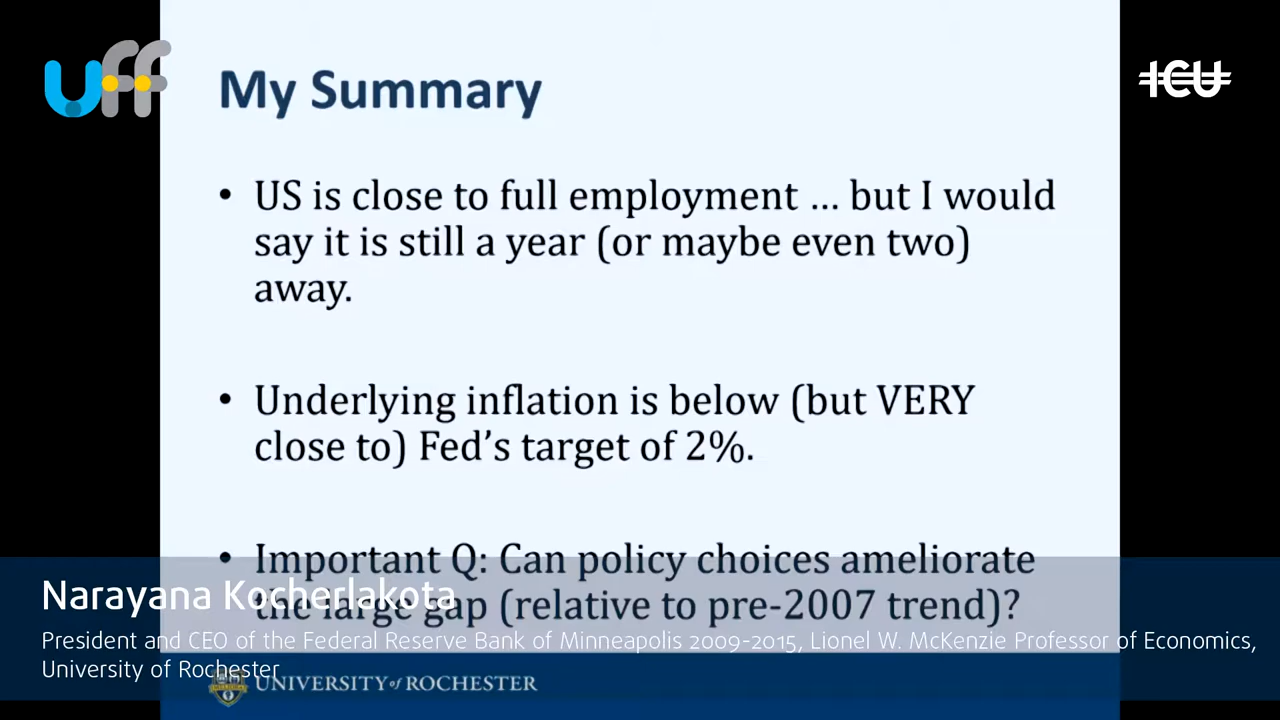 uff
ICU
My Summary
• US is close to full employment … but I would
say it is still a year (or maybe even two)
away.
• Underlying inflation is below (but VERY
close to) Fed’s target of 2%.
• Important Q: Can policy choices ameliorate
the large gap (relative to pre-2007 trend)?
Narayana Kocherlakota
President and CEO of the Federal Reserve Bank of Minneapolis 2009-2015, Lionel W. McKenzie Professor of Economics,
University of Rochester
UNIVERSITY of ROCHESTER